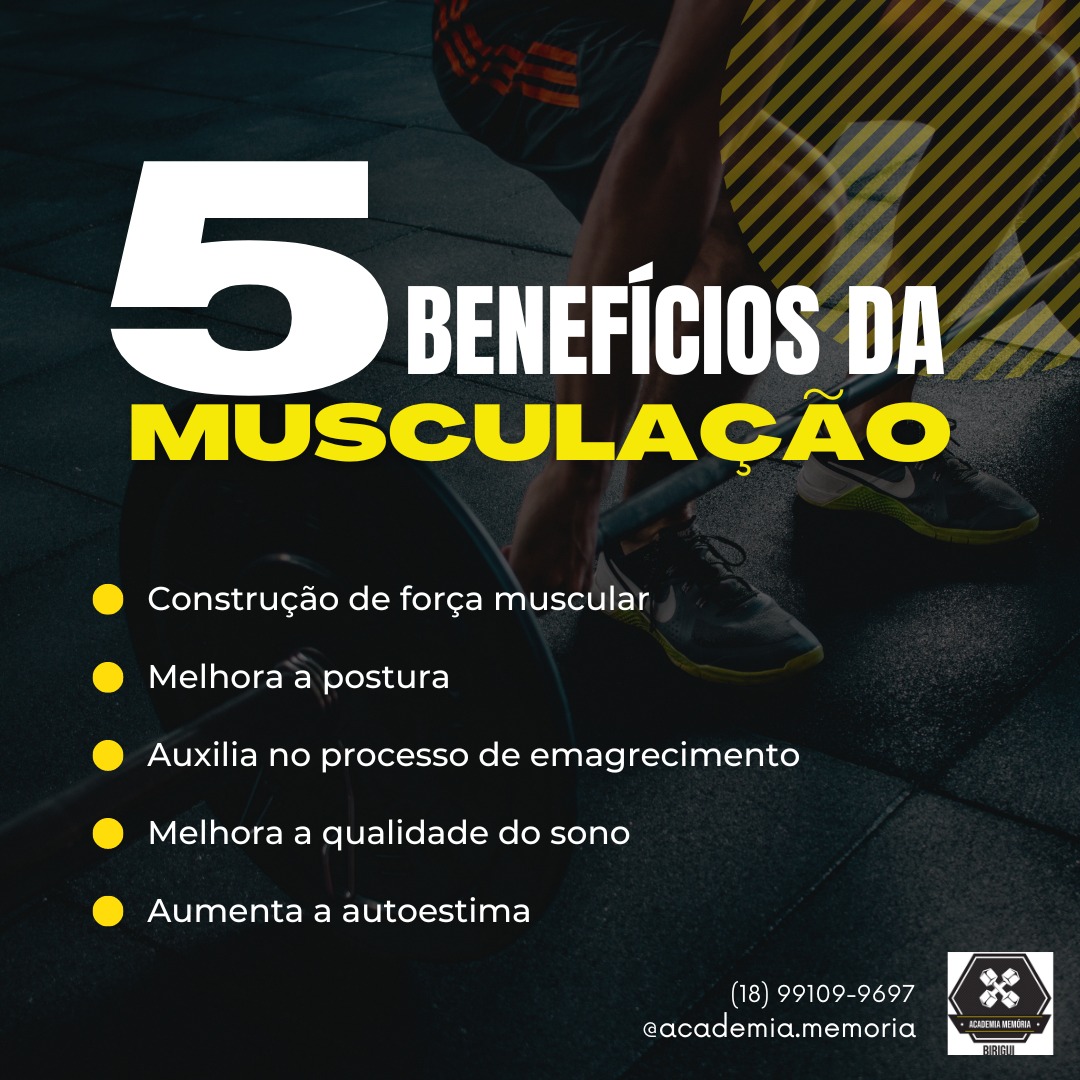 5 BENEFÍCIOS DA
MUSCULAÇÃO
Construção de força muscular
Melhora a postura
Auxilia no processo de emagrecimento
Melhora a qualidade do sono
Aumenta a autoestima
(18) 99109-9697
@academia.memoria
ACADEMIA MEMÓRIA
BIRIGUI